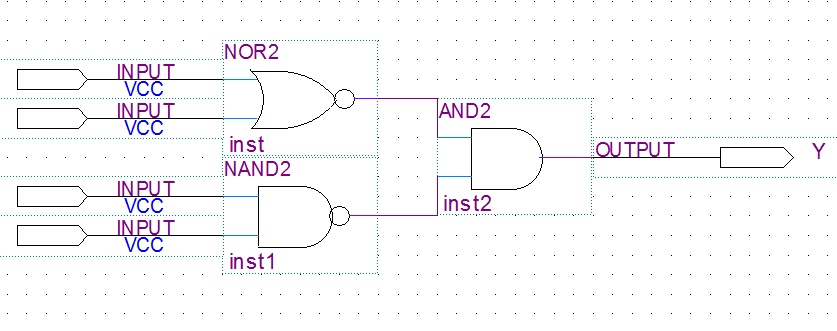 NOR2
INPUT
VCC
INPUT
VCC
inst
AND2
OUTPUT
Y
inst2
NAND2
INPUT
VCC
INPUT
VCC
inst1